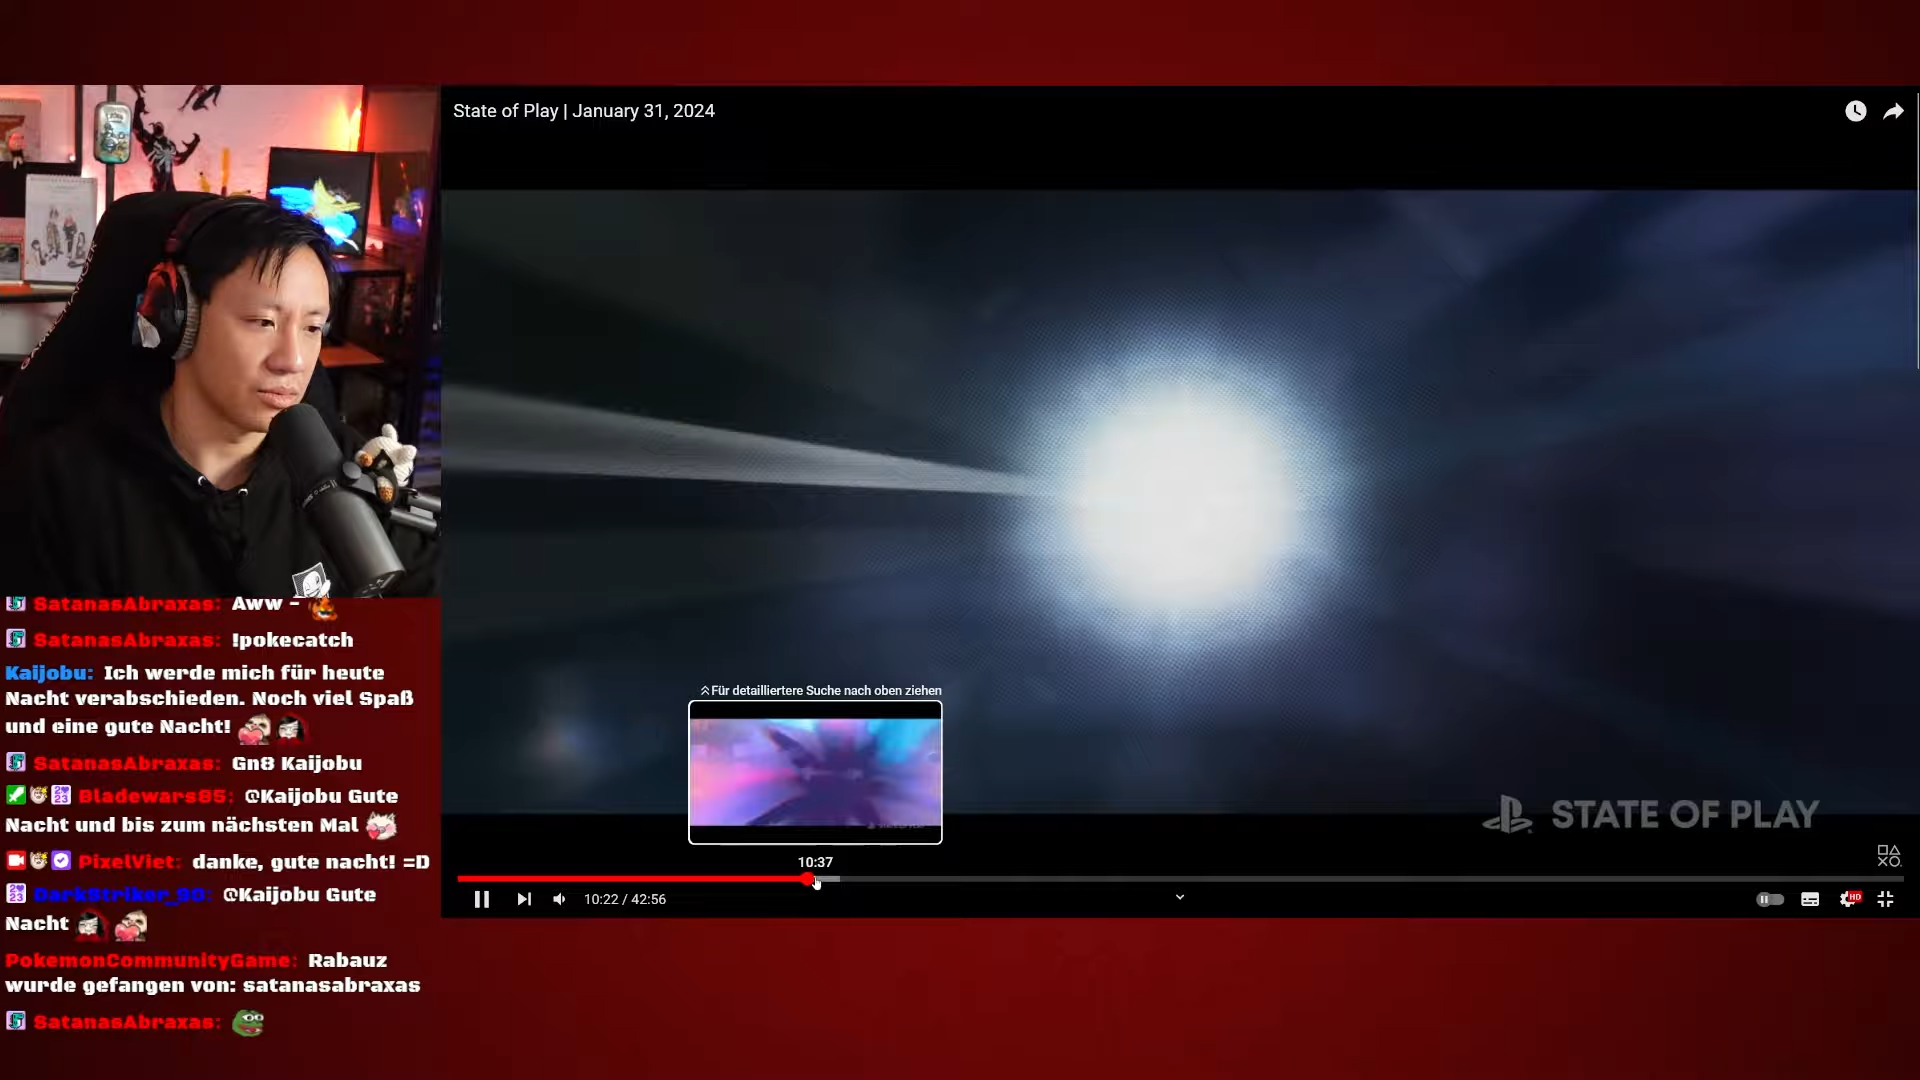 State of Play | January 31, 2024
SatanasAbraxas: Aww -
SatanasAbraxas: !pokecatch
Kaijobu: Ich werde mich für heute
Nacht verabschieden. Noch viel Spaß
und eine gute Nacht!
SatanasAbraxas: Gn8 Kaijobu
Bladewars85: @Kaijobu Gute
Nacht und bis zum nächsten Mal
PixelViet: danke, gute nacht! =D
DarkStriker_90: @Kaijobu Gute
Nacht
PokemonCommunityGame: Rabauz
wurde gefangen von: satanasabraxas
SatanasAbraxas:
Für detailliertere Suche nach oben ziehen
10:37
STATE OF PLAY
10:22 / 42:56
HD